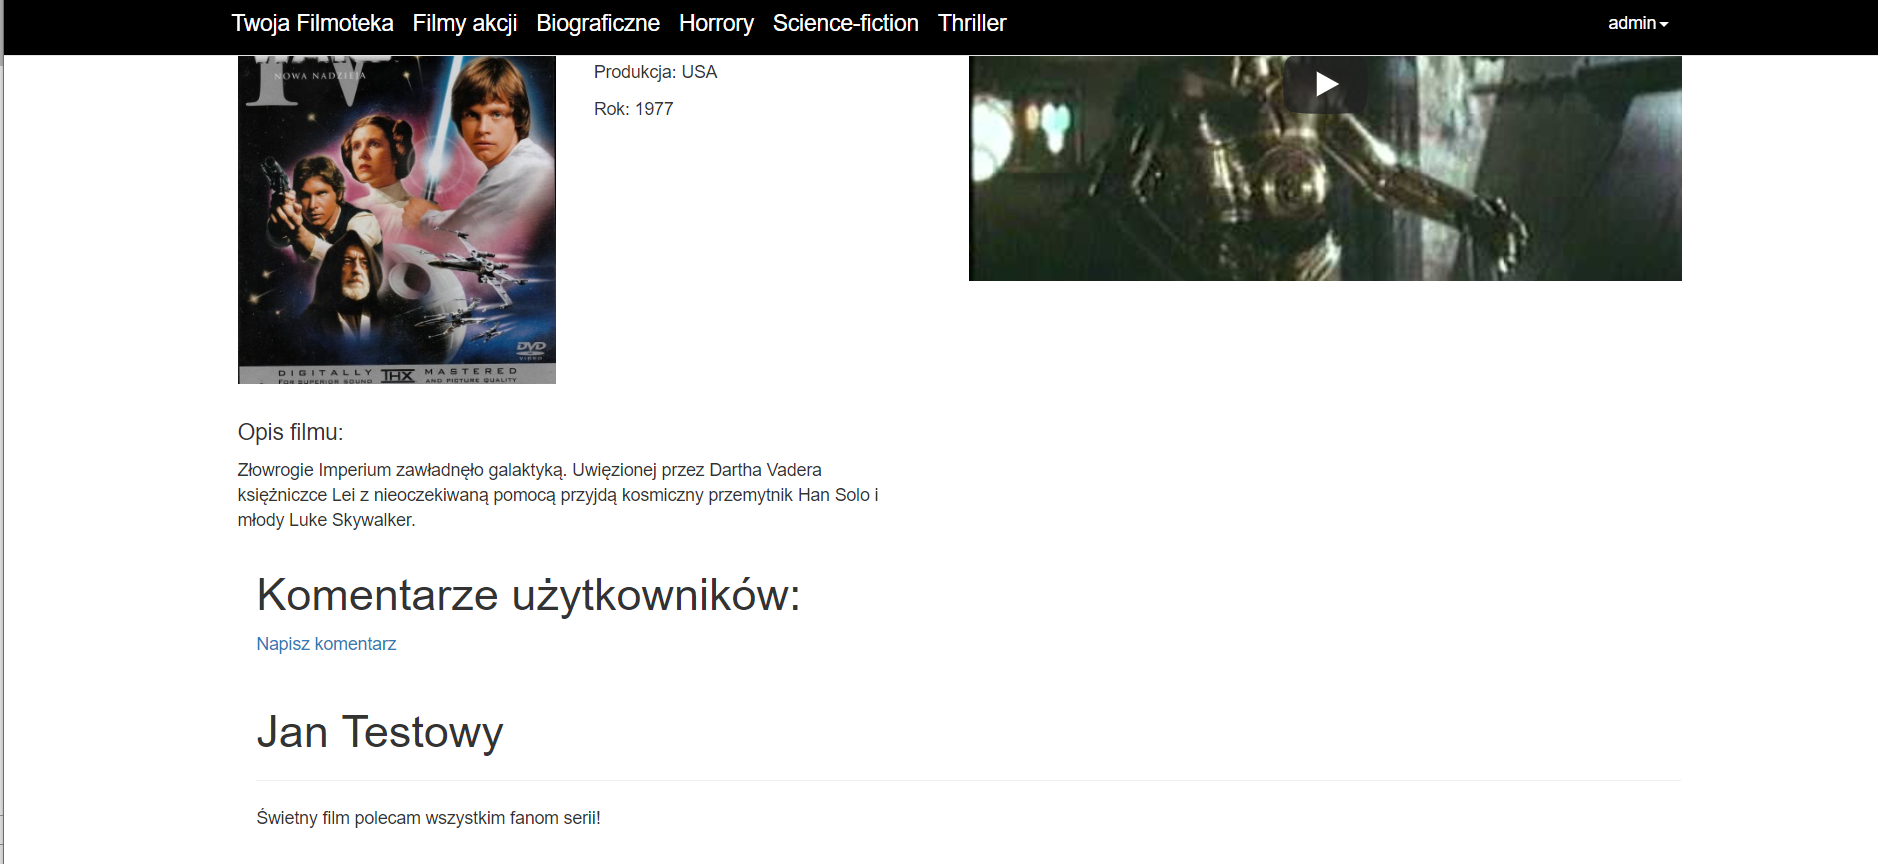 Twoja Filmoteka Filmy akcji Biograficzne Horrory Science-fiction Thriller admin
IV
NOWA NADZIEJA
Produkcja: USA
Rok: 1977
DVD
VIDEO
DIGITALLY THX MASTERED
FOR SUPERIOR SOUND AND PICTURE QUALITY
Opis filmu:
Złowrogie Imperium zawładnęło galaktyką. Uwięzionej przez Dartha Vadera
księżniczce Lei z nieoczekiwaną pomocą przyjdą kosmiczny przemytnik Han Solo i
młody Luke Skywalker.
Komentarze użytkowników:
Napisz komentarz
Jan Testowy
Świetny film polecam wszystkim fanom serii!